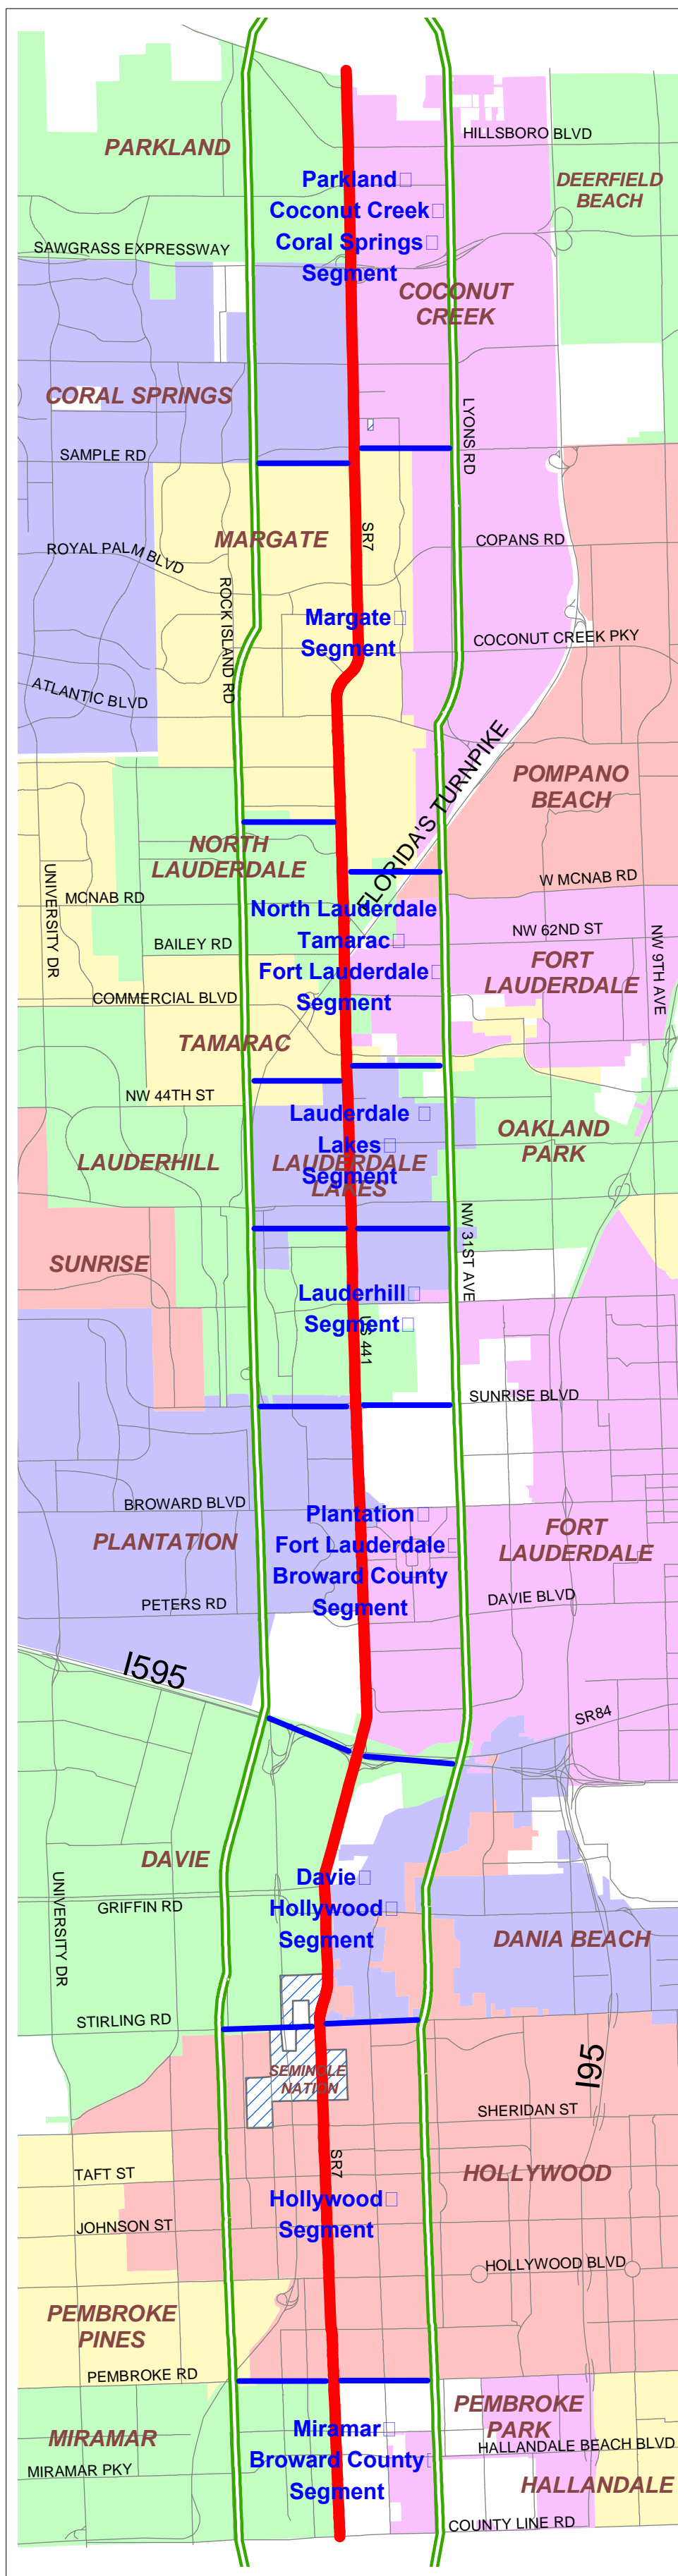 HILLSBORO BLVD
PARKLAND
DEERFIELD
BEACH
Parkland
Coconut Creek
Coral Springs
Segment
SAWGRASS EXPRESSWAY
COCONUT
CREEK
CORAL SPRINGS
LYONS RD
SAMPLE RD
MARGATE
SR7
COPANS RD
ROYAL PALM BLVD
ROCK ISLAND RD
Margate
Segment
COCONUT CREEK PKY
ATLANTIC BLVD
FLORIDA'S TURNPIKE
POMPANO
BEACH
NORTH
LAUDERDALE
UNIVERSITY DR
MCNAB RD
W MCNAB RD
North Lauderdale
Tamarac
Fort Lauderdale
Segment
BAILEY RD
NW 62ND ST
NW 9TH AVE
FORT
LAUDERDALE
COMMERCIAL BLVD
TAMARAC
NW 44TH ST
Lauderdale
Lakes
Segment
OAKLAND
PARK
LAUDERHILL
LAUDERDALE
LAKES
NW 31ST AVE
SUNRISE
Lauderhill
Segment
US 441
SUNRISE BLVD
BROWARD BLVD
Plantation
Fort Lauderdale
Broward County
Segment
PLANTATION
FORT
LAUDERDALE
PETERS RD
DAVIE BLVD
I595
SR84
DAVIE
UNIVERSITY DR
Davie
Hollywood
Segment
GRIFFIN RD
DANIA BEACH
STIRLING RD
I95
SEMINOLE
NATION
SHERIDAN ST
SR7
TAFT ST
HOLLYWOOD
Hollywood
Segment
JOHNSON ST
HOLLYWOOD BLVD
PEMBROKE
PINES
PEMBROKE RD
PEMBROKE
PARK
Miramar
Broward County
Segment
MIRAMAR
HALLANDALE BEACH BLVD
MIRAMAR PKY
HALLANDALE
COUNTY LINE RD